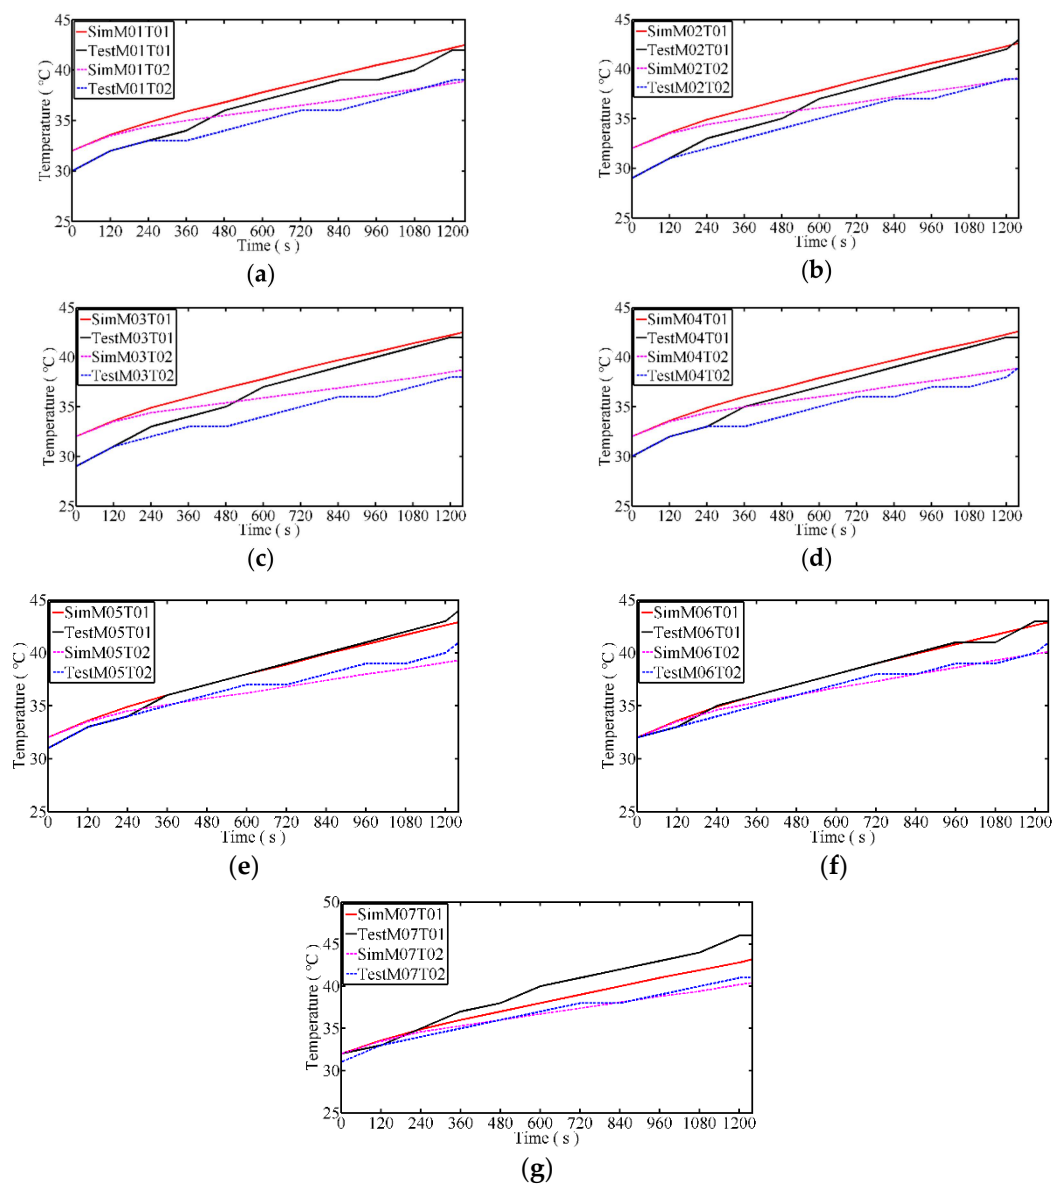 45
40
35
30
25
Temperature ( °C )
SimM01T01
TestM01T01
SimM01T02
TestM01T02
0 120 240 360 480 600 720 840 960 1080 1200
Time ( s )
(a)
45
40
35
30
25
Temperature ( °C )
SimM02T01
TestM02T01
SimM02T02
TestM02T02
0 120 240 360 480 600 720 840 960 1080 1200
Time ( s )
(b)
45
40
35
30
25
Temperature ( °C )
SimM03T01
TestM03T01
SimM03T02
TestM03T02
0 120 240 360 480 600 720 840 960 1080 1200
Time ( s )
(c)
45
40
35
30
25
Temperature ( °C )
SimM04T01
TestM04T01
SimM04T02
TestM04T02
0 120 240 360 480 600 720 840 960 1080 1200
Time ( s )
(d)
45
40
35
30
25
Temperature ( °C )
SimM05T01
TestM05T01
SimM05T02
TestM05T02
0 120 240 360 480 600 720 840 960 1080 1200
Time ( s )
(e)
45
40
35
30
25
Temperature ( °C )
SimM06T01
TestM06T01
SimM06T02
TestM06T02
0 120 240 360 480 600 720 840 960 1080 1200
Time ( s )
(f)
50
45
40
35
30
25
Temperature ( °C )
SimM07T01
TestM07T01
SimM07T02
TestM07T02
0 120 240 360 480 600 720 840 960 1080 1200
Time ( s )
(g)